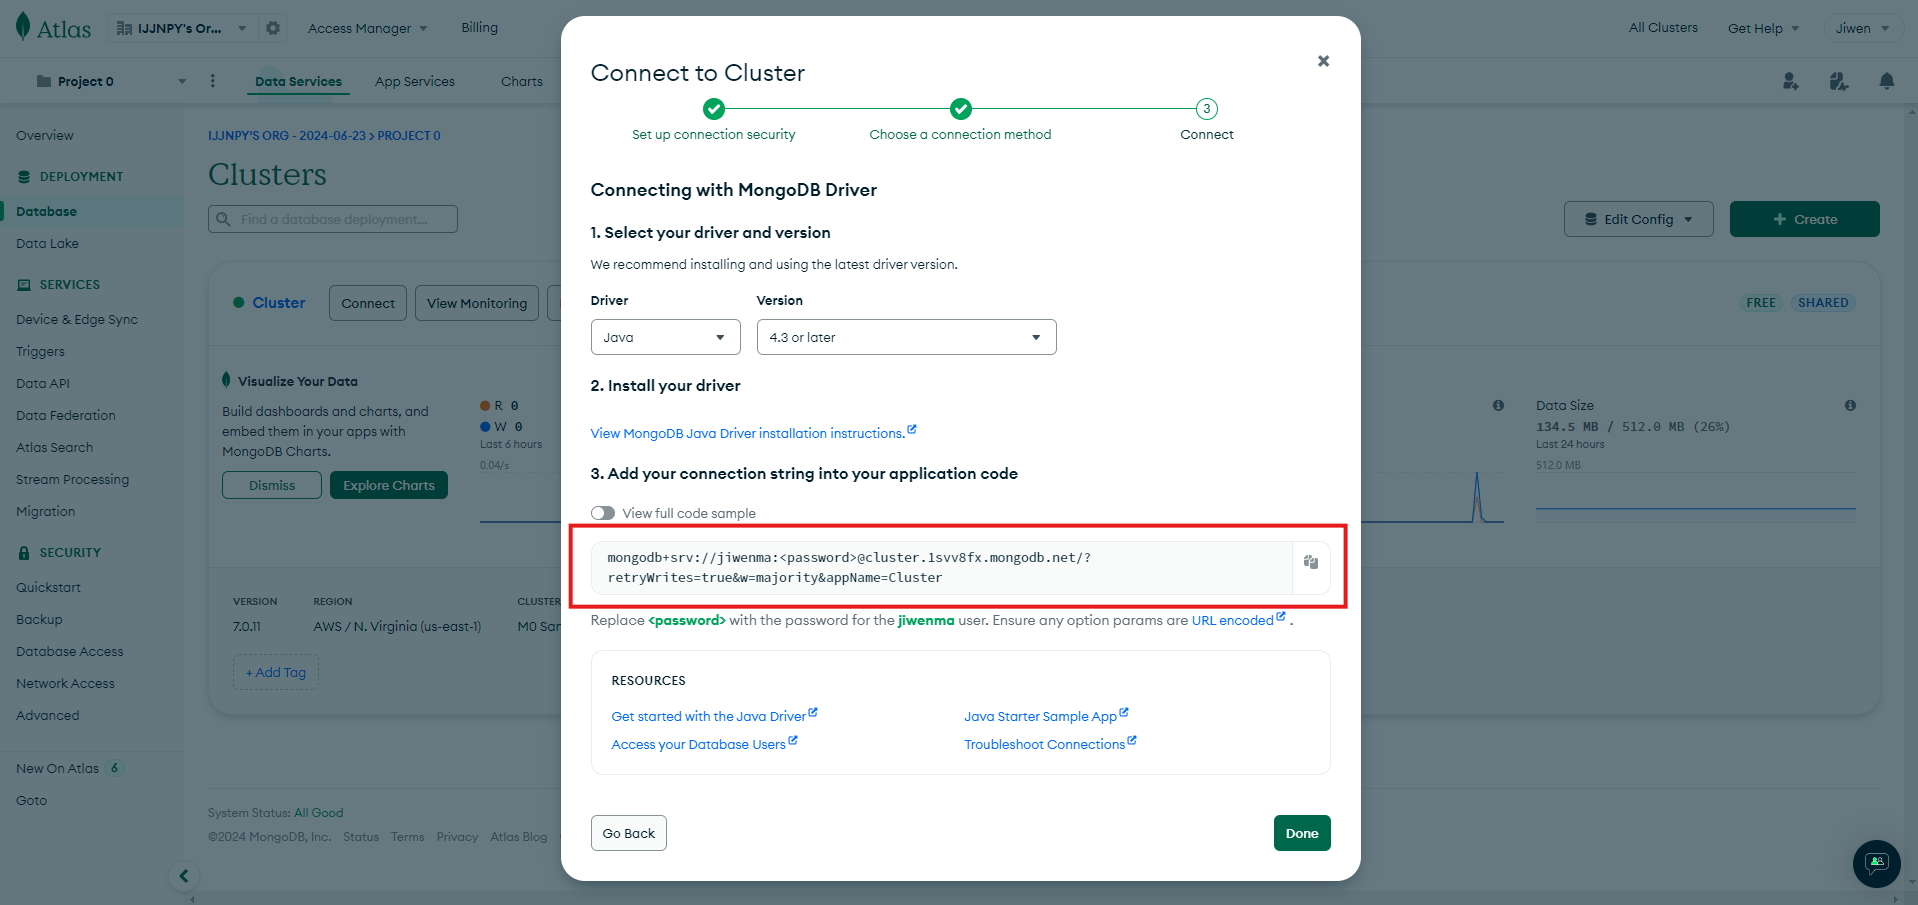 Atlas
IJJNPY's Or...
Access Manager
Billing
All Clusters
Get Help
Jiwen
Project 0
Data Services
App Services
Charts
Overview
DEPLOYMENT
Database
Data Lake
SERVICES
Device & Edge Sync
Triggers
Data API
Data Federation
Atlas Search
Stream Processing
Migration
SECURITY
Quickstart
Backup
Database Access
Network Access
Advanced
New On Atlas 6
Goto
IJJNPY'S ORG - 2024-06-23 > PROJECT 0
Clusters
Find a database deployment...
Edit Config
+ Create
Cluster
Connect
View Monitoring
FREE
SHARED
Visualize Your Data
Build dashboards and charts, and
embed them in your apps with
MongoDB Charts.
Dismiss
Explore Charts
R 0
W 0
Last 6 hours
0.04/s
Data Size
134.5 MB / 512.0 MB (26%)
Last 24 hours
512.0 MB
VERSION
7.0.11
REGION
AWS / N. Virginia (us-east-1)
CLUSTER
M0 San
+ Add Tag
System Status: All Good
©2024 MongoDB, Inc. Status Terms Privacy Atlas Blog
Connect to Cluster
Set up connection security
Choose a connection method
3
Connect
Connecting with MongoDB Driver
1. Select your driver and version
We recommend installing and using the latest driver version.
Driver
Version
Java
4.3 or later
2. Install your driver
View MongoDB Java Driver installation instructions.
3. Add your connection string into your application code
View full code sample
mongodb+srv://jiwenma:<password>@cluster.1svv8fx.mongodb.net/?
retryWrites=true&w=majority&appName=Cluster
Replace <password> with the password for the jiwenma user. Ensure any option params are URL encoded .
RESOURCES
Get started with the Java Driver
Java Starter Sample App
Access your Database Users
Troubleshoot Connections
Go Back
Done